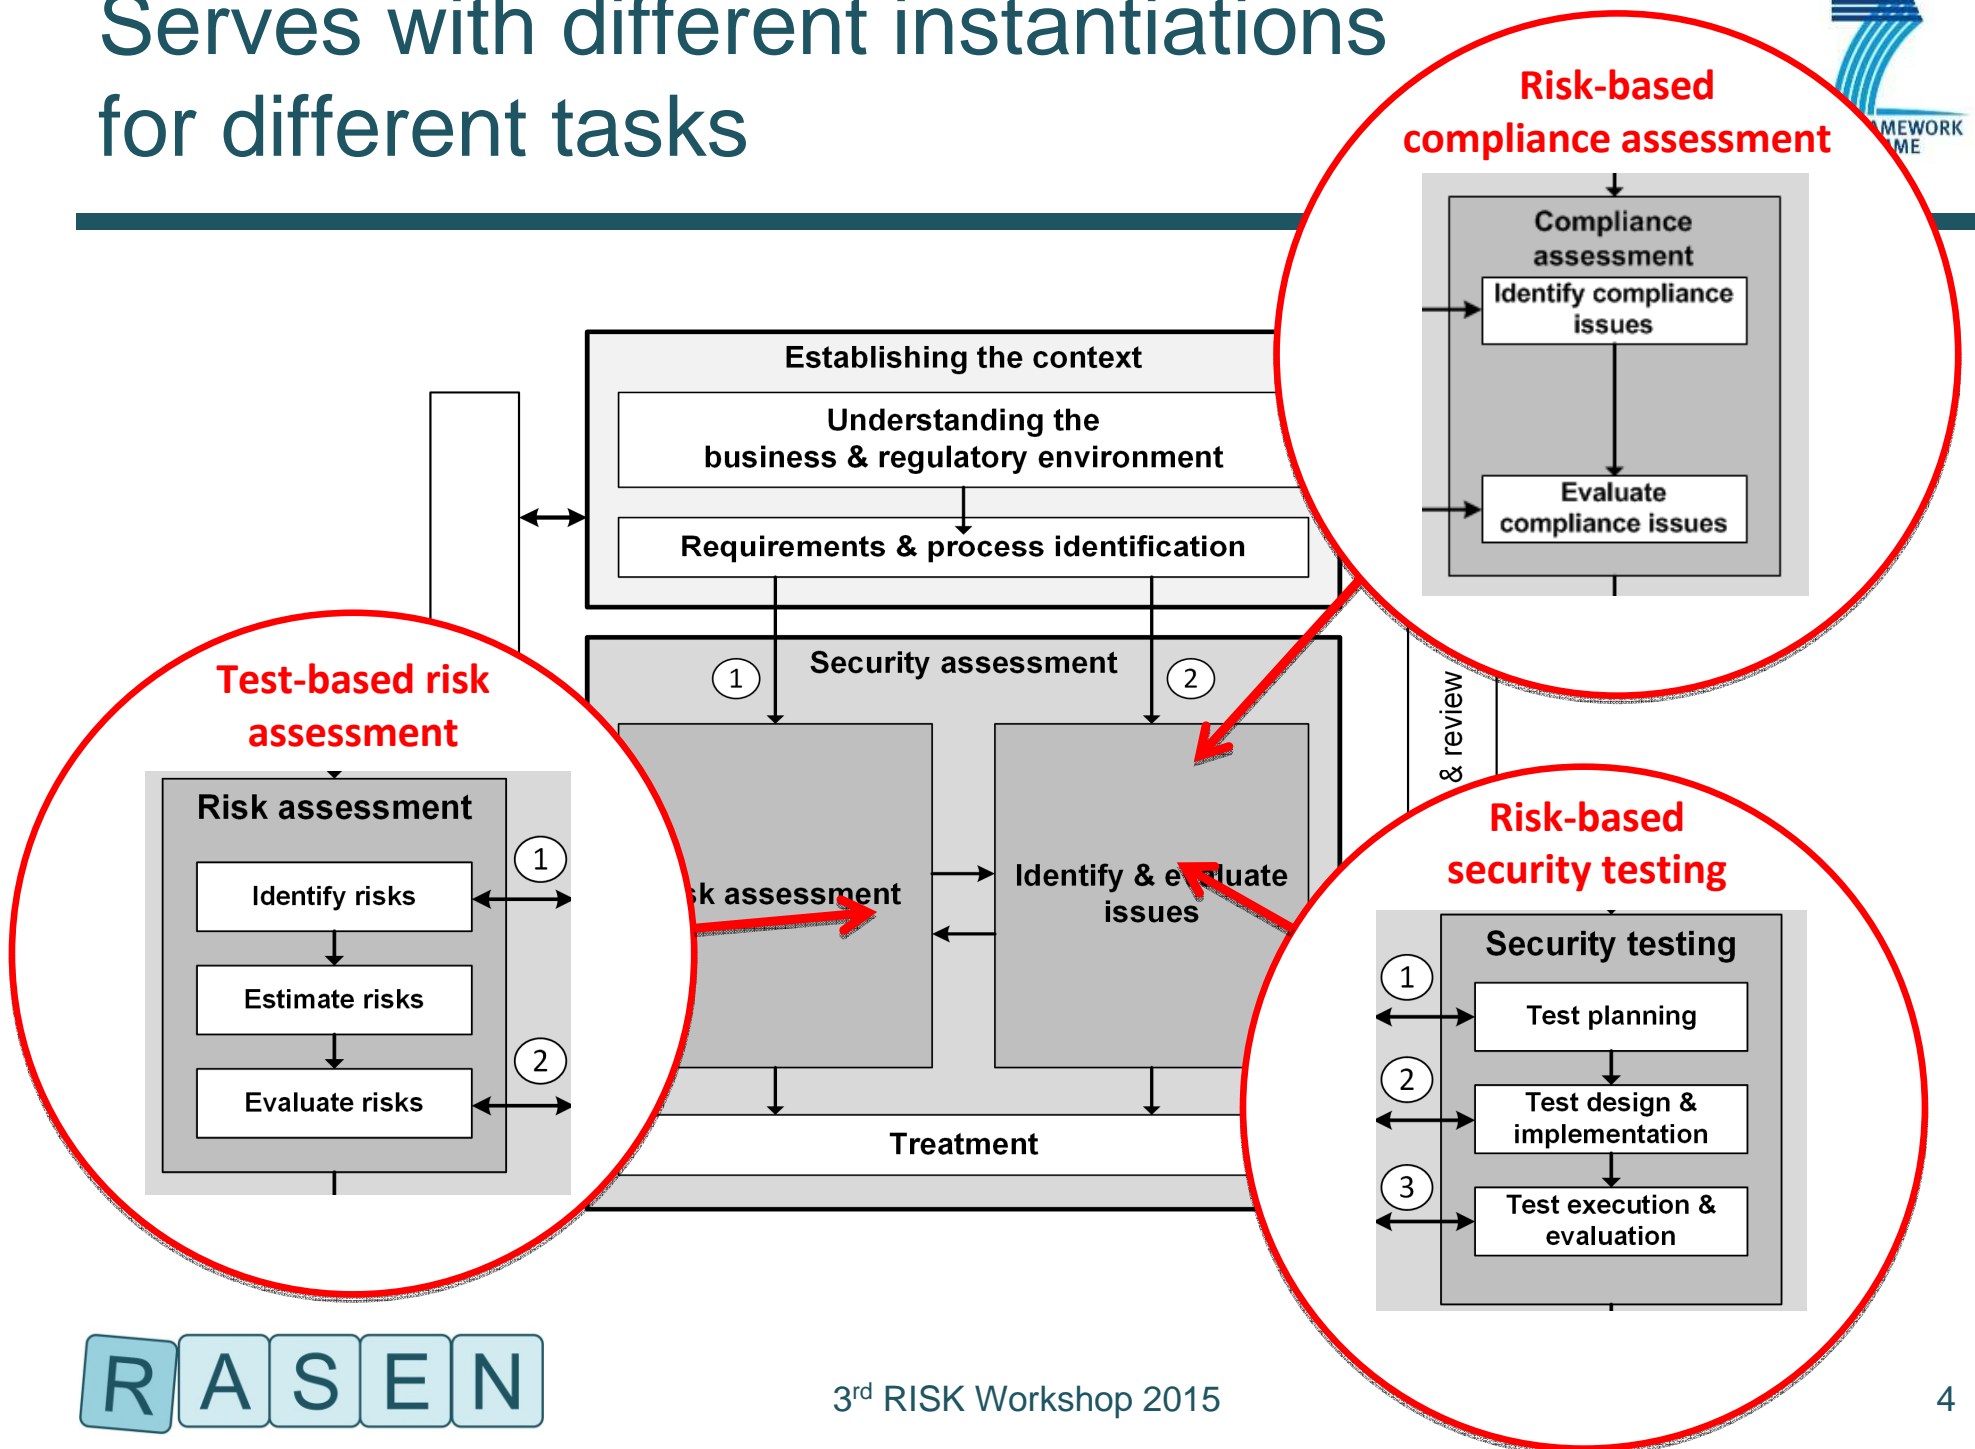 Serves with different instantiations
for different tasks
Risk-based
compliance assessment
MEWORK
AME
Compliance
assessment
Identify compliance
issues
Evaluate
compliance issues
Establishing the context
Understanding the
business & regulatory environment
Requirements & process identification
Security assessment
1
2
sk assessment
Identify & evaluate
issues
Treatment
& review
Test-based risk
assessment
Risk assessment
1
Identify risks
Estimate risks
2
Evaluate risks
Risk-based
security testing
Security testing
1
Test planning
2
Test design &
implementation
3
Test execution &
evaluation
RASEN
3rd RISK Workshop 2015
4